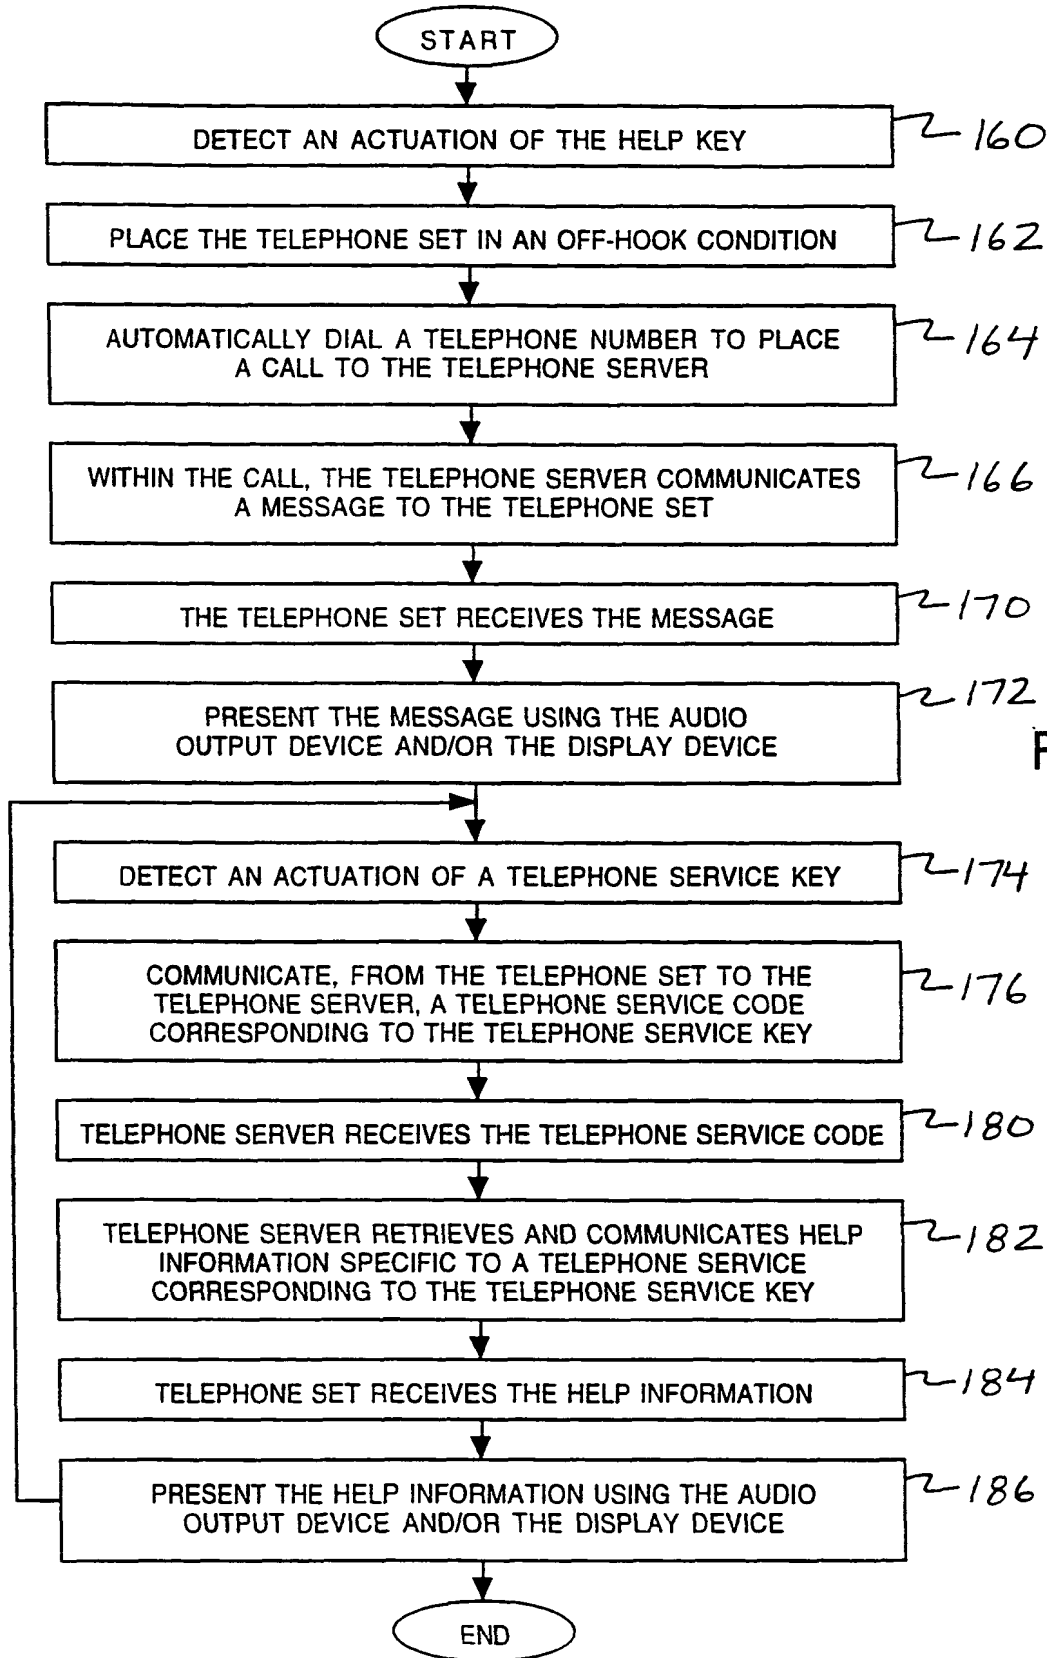 START
DETECT AN ACTUATION OF THE HELP KEY
160
PLACE THE TELEPHONE SET IN AN OFF-HOOK CONDITION
162
AUTOMATICALLY DIAL A TELEPHONE NUMBER TO PLACE
A CALL TO THE TELEPHONE SERVER
164
WITHIN THE CALL, THE TELEPHONE SERVER COMMUNICATES
A MESSAGE TO THE TELEPHONE SET
166
THE TELEPHONE SET RECEIVES THE MESSAGE
170
PRESENT THE MESSAGE USING THE AUDIO
OUTPUT DEVICE AND/OR THE DISPLAY DEVICE
172
F
DETECT AN ACTUATION OF A TELEPHONE SERVICE KEY
174
COMMUNICATE, FROM THE TELEPHONE SET TO THE
TELEPHONE SERVER, A TELEPHONE SERVICE CODE
CORRESPONDING TO THE TELEPHONE SERVICE KEY
176
TELEPHONE SERVER RECEIVES THE TELEPHONE SERVICE CODE
180
TELEPHONE SERVER RETRIEVES AND COMMUNICATES HELP
INFORMATION SPECIFIC TO A TELEPHONE SERVICE
CORRESPONDING TO THE TELEPHONE SERVICE KEY
182
TELEPHONE SET RECEIVES THE HELP INFORMATION
184
PRESENT THE HELP INFORMATION USING THE AUDIO
OUTPUT DEVICE AND/OR THE DISPLAY DEVICE
186
END